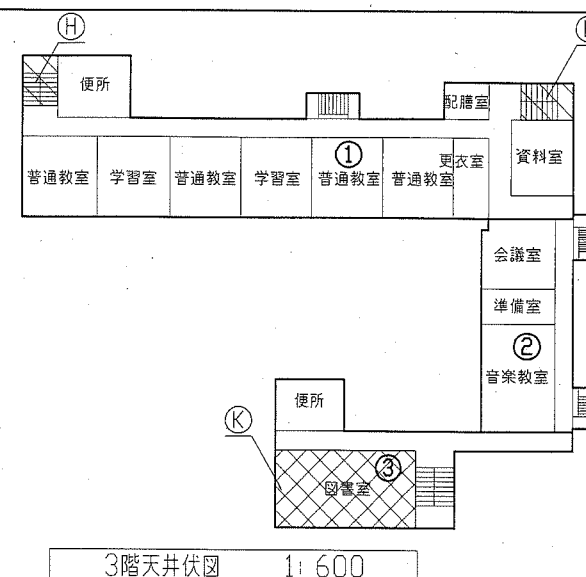 H
便所
配膳室
普通教室
学習室
普通教室
学習室
①
普通教室
普通教室
更衣室
資料室
会議室
準備室
②
音楽教室
便所
K
③
図書室
3階天井伏図 1:600